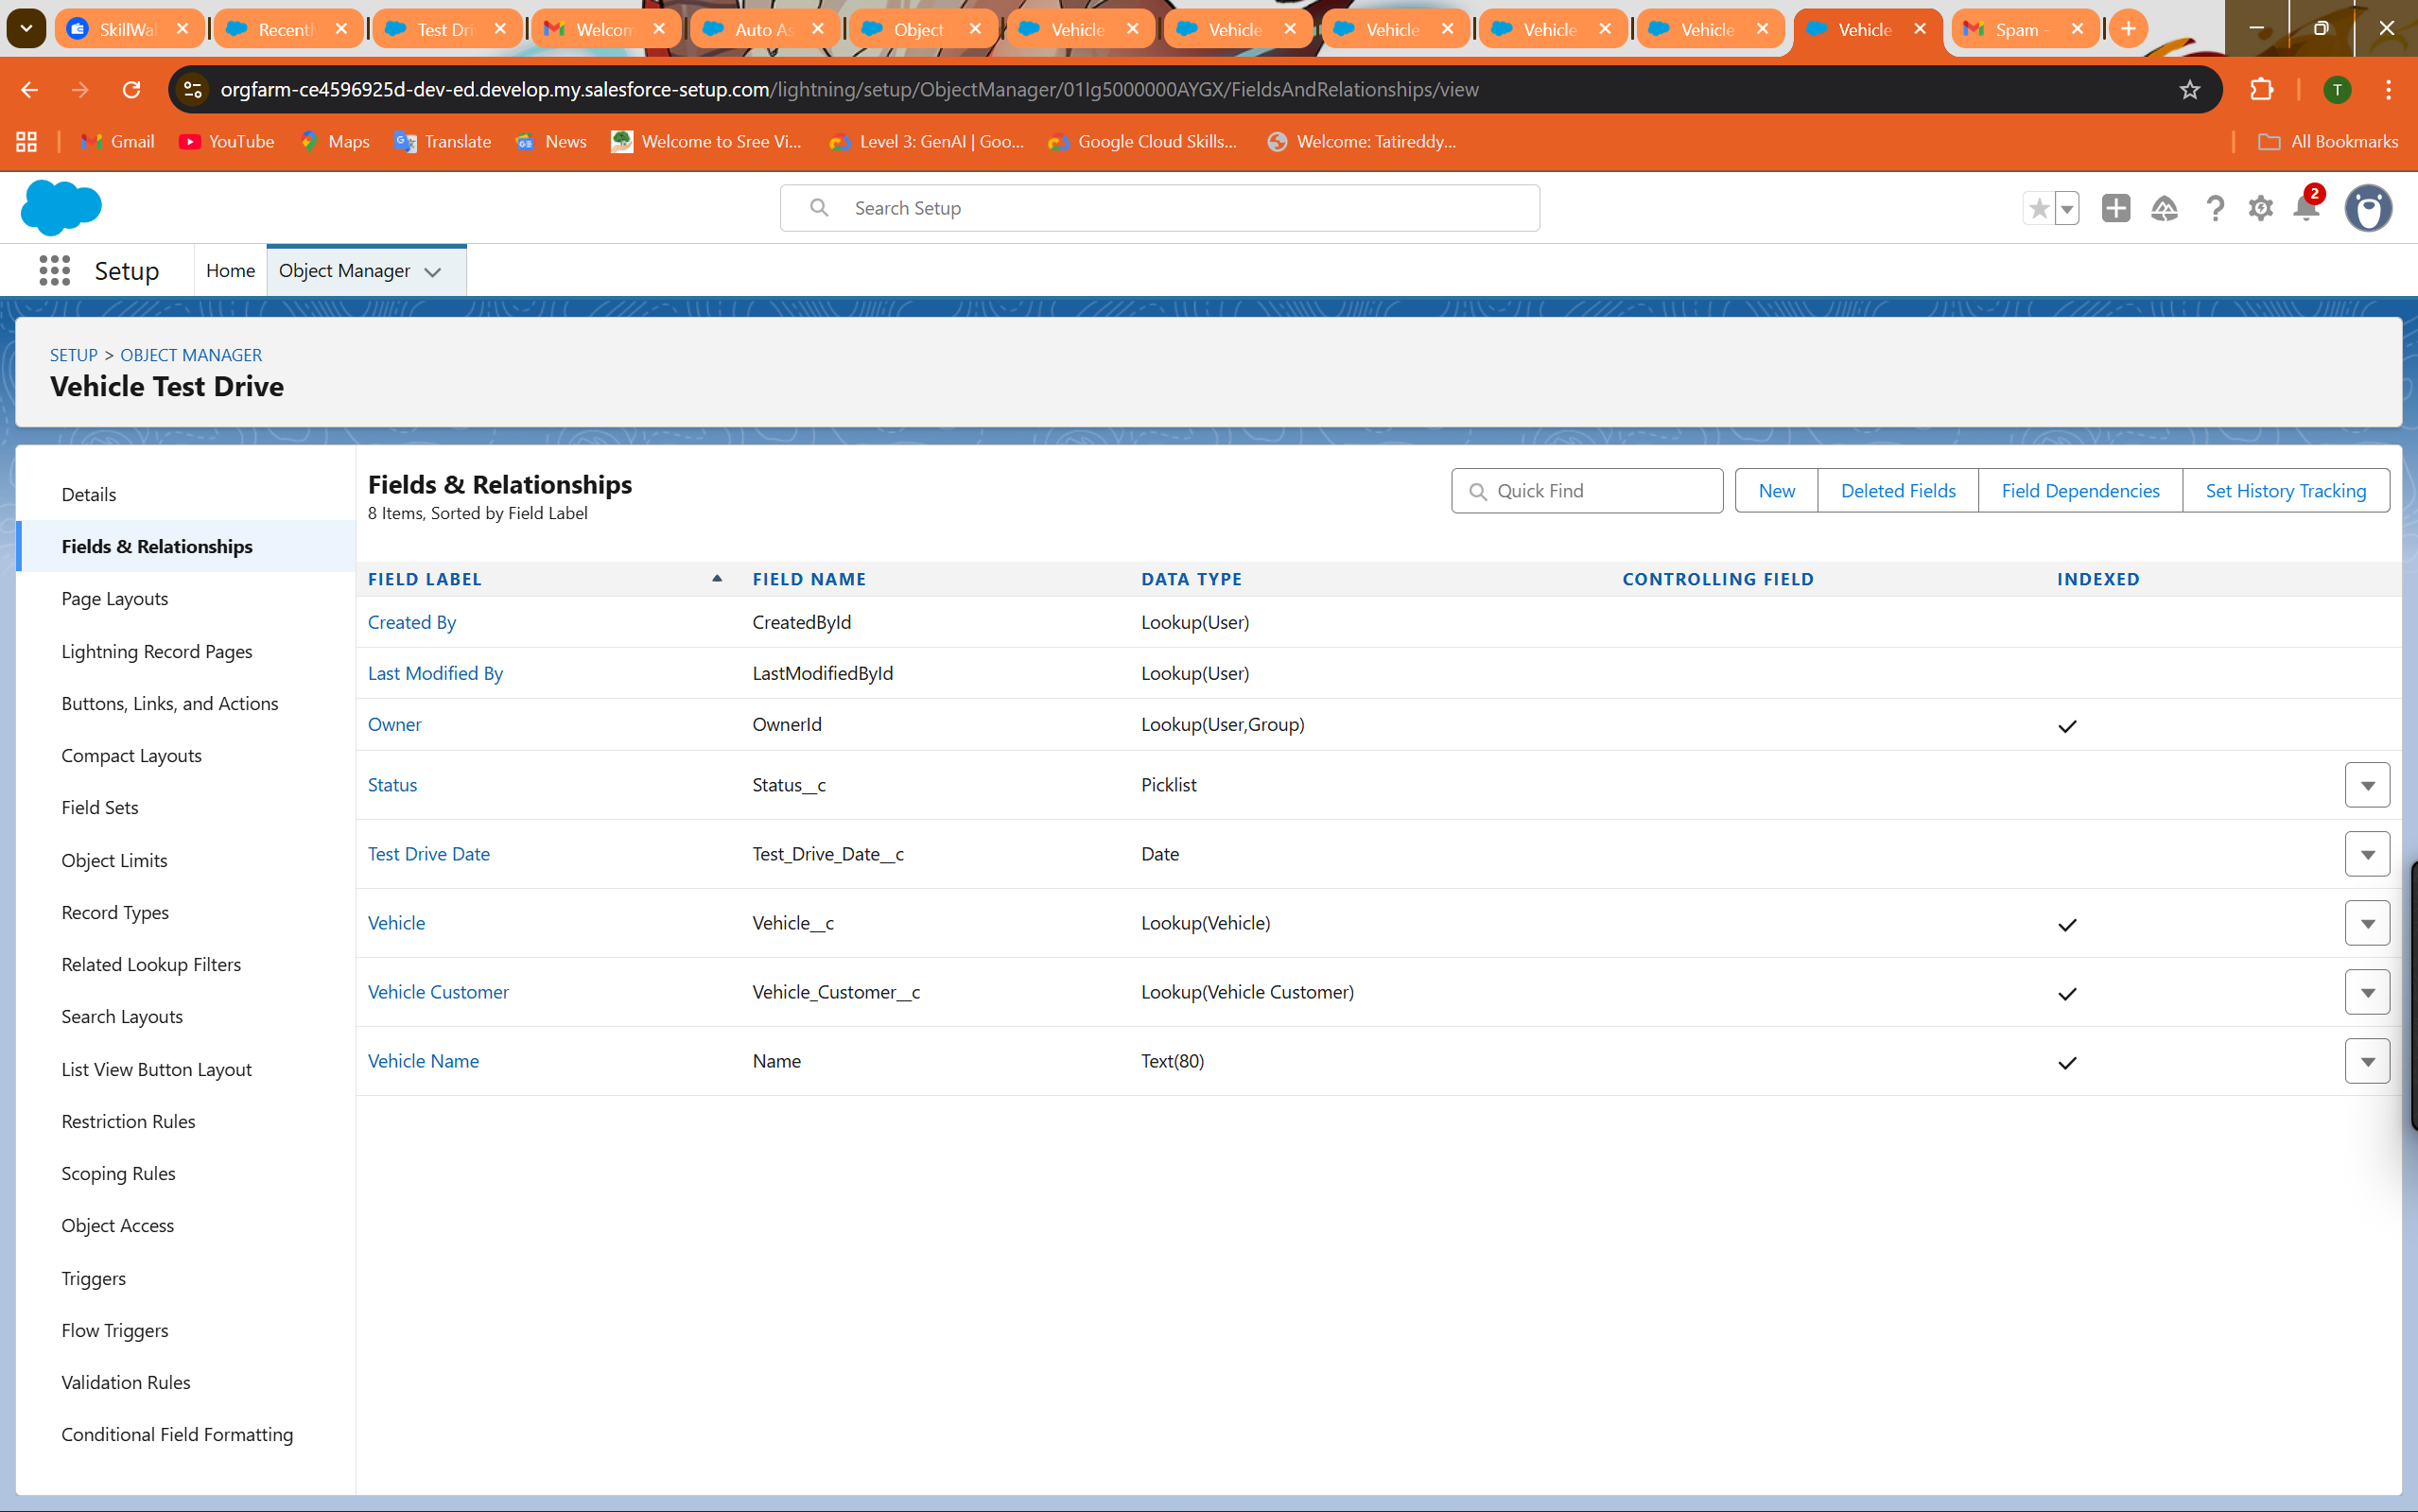 SkillWal
Recently
Test Dri
Welcom
Auto As
Object
Vehicle
Vehicle
Vehicle
Vehicle
Vehicle
Vehicle
Spam -
orgfarm-ce4596925d-dev-ed.develop.my.salesforce-setup.com/lightning/setup/ObjectManager/01Ig5000000AYGX/FieldsAndRelationships/view
T
Gmail
YouTube
Maps
Translate
News
Welcome to Sree Vi...
Level 3: GenAI | Goo...
Google Cloud Skills...
Welcome: Tatireddy...
All Bookmarks
Search Setup
2
Setup
Home
Object Manager
SETUP > OBJECT MANAGER
Vehicle Test Drive
Details
Fields & Relationships
Page Layouts
Lightning Record Pages
Buttons, Links, and Actions
Compact Layouts
Field Sets
Object Limits
Record Types
Related Lookup Filters
Search Layouts
List View Button Layout
Restriction Rules
Scoping Rules
Object Access
Triggers
Flow Triggers
Validation Rules
Conditional Field Formatting
Fields & Relationships
8 Items, Sorted by Field Label
Quick Find
New
Deleted Fields
Field Dependencies
Set History Tracking
FIELD LABEL FIELD NAME DATA TYPE CONTROLLING FIELD INDEXED
Created By CreatedById Lookup(User)
Last Modified By LastModifiedById Lookup(User)
Owner OwnerId Lookup(User,Group)
Status Status__c Picklist
Test Drive Date Test_Drive_Date__c Date
Vehicle Vehicle__c Lookup(Vehicle)
Vehicle Customer Vehicle_Customer__c Lookup(Vehicle Customer)
Vehicle Name Name Text(80)